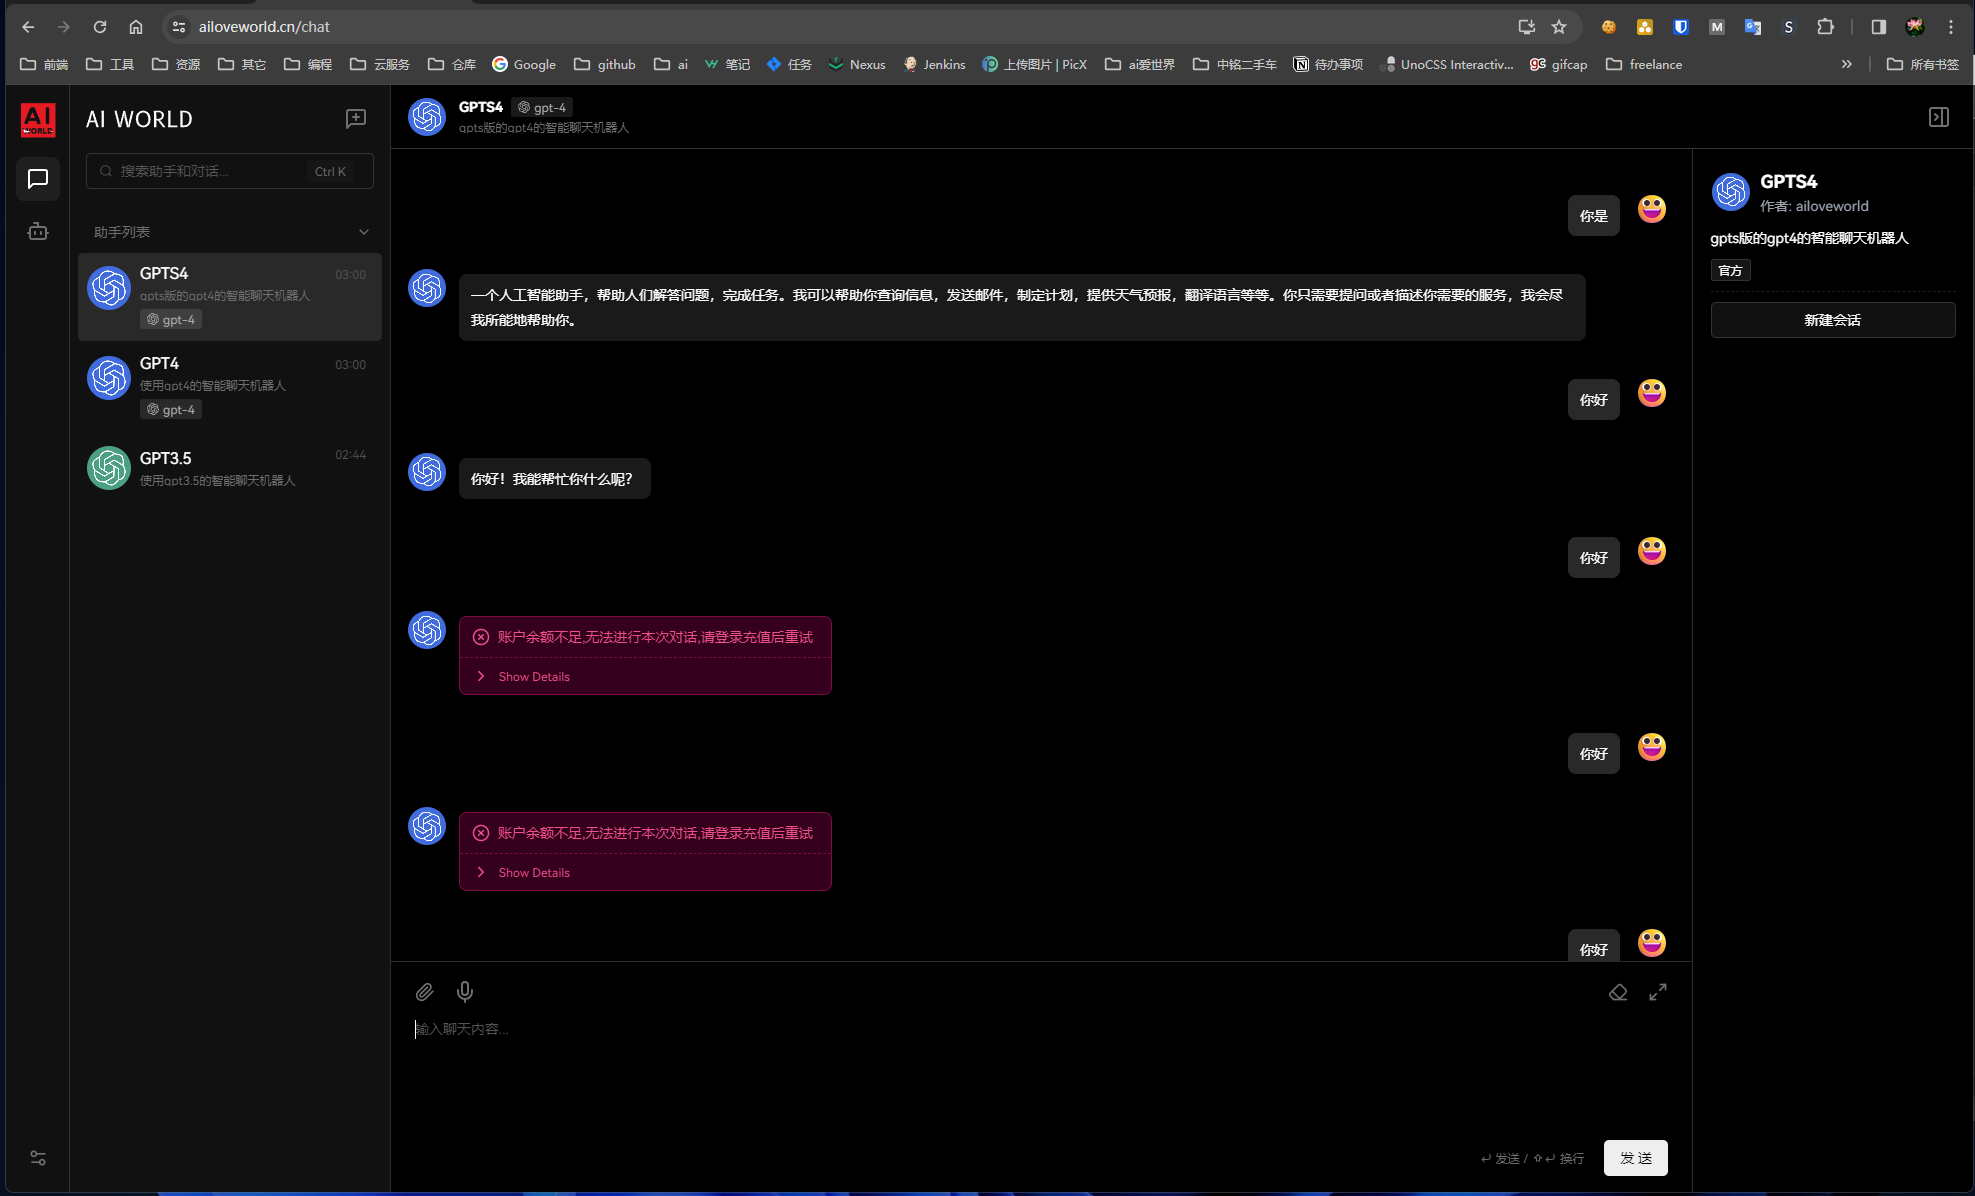 ailoveworld.cn/chat
前端 工具 资源 其它 编程 云服务 仓库 Google github ai 笔记 任务 Nexus Jenkins 上传图片 | PicX ai爱世界 中铭二手车 待办事项 UnoCSS Interactiv... gifcap freelance » 所有书签
AI WORLD
AI WORLD
搜索助手和对话... Ctrl K
助手列表
GPTS4 03:00
gpts版的gpt4的智能聊天机器人
gpt-4
GPT4 03:00
使用gpt4的智能聊天机器人
gpt-4
GPT3.5 02:44
使用gpt3.5的智能聊天机器人
GPTS4 gpt-4
gpts版的gpt4的智能聊天机器人
你是
一个人工智能助手，帮助人们解答问题，完成任务。我可以帮助你查询信息，发送邮件，制定计划，提供天气预报，翻译语言等等。你只需要提问或者描述你需要的服务，我会尽
我所能地帮助你。
你好
你好！我能帮忙你什么呢？
你好
账户余额不足,无法进行本次对话,请登录充值后重试
Show Details
你好
账户余额不足,无法进行本次对话,请登录充值后重试
Show Details
你好
输入聊天内容...
↵ 发送 / ⇧ ↵ 换行 发 送
GPTS4
作者: ailoveworld
gpts版的gpt4的智能聊天机器人
官方
新建会话